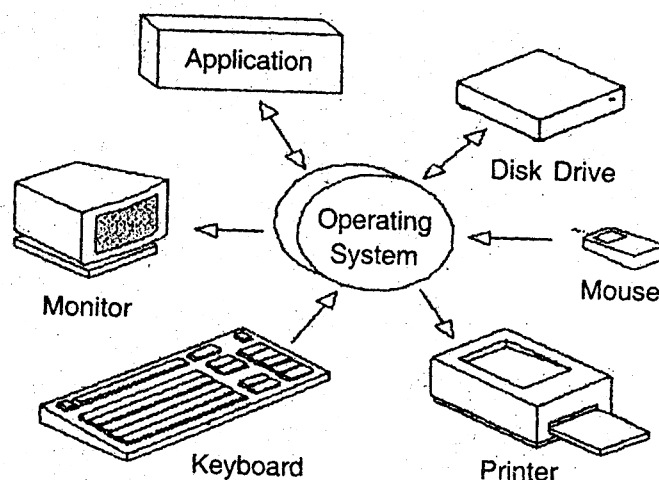 Application
Disk Drive
Operating
System
Monitor
Mouse
Keyboard
Printer